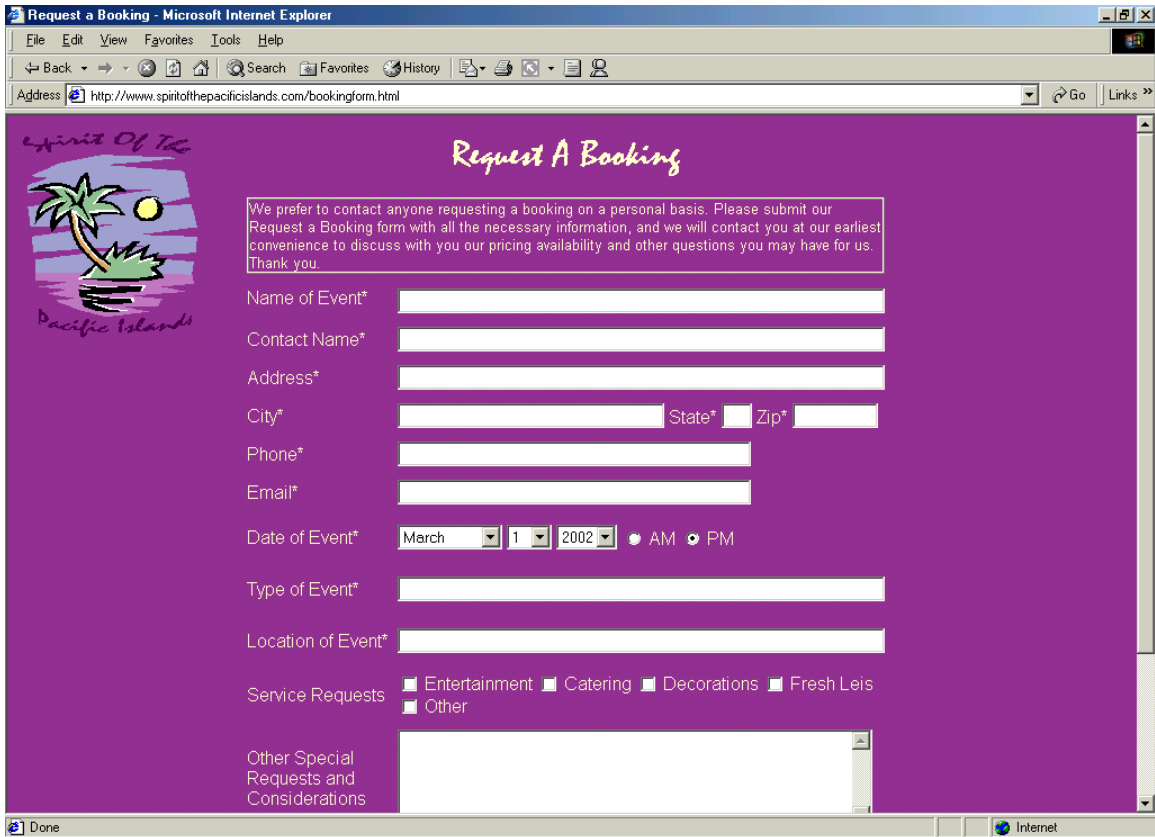 Request a Booking - Microsoft Internet Explorer
File Edit View Favorites Tools Help
Back Search Favorites History
Address http://www.spiritofthepacificislands.com/bookingform.html Go Links »
Spirit Of The
Pacific Islands
Request A Booking
We prefer to contact anyone requesting a booking on a personal basis. Please submit our
Request a Booking form with all the necessary information, and we will contact you at our earliest
convenience to discuss with you our pricing availability and other questions you may have for us.
Thank you.
Name of Event*
Contact Name*
Address*
City* State* Zip*
Phone*
Email*
Date of Event* March 1 2002 AM PM
Type of Event*
Location of Event*
Service Requests Entertainment Catering Decorations Fresh Leis
Other
Other Special
Requests and
Considerations
Done Internet